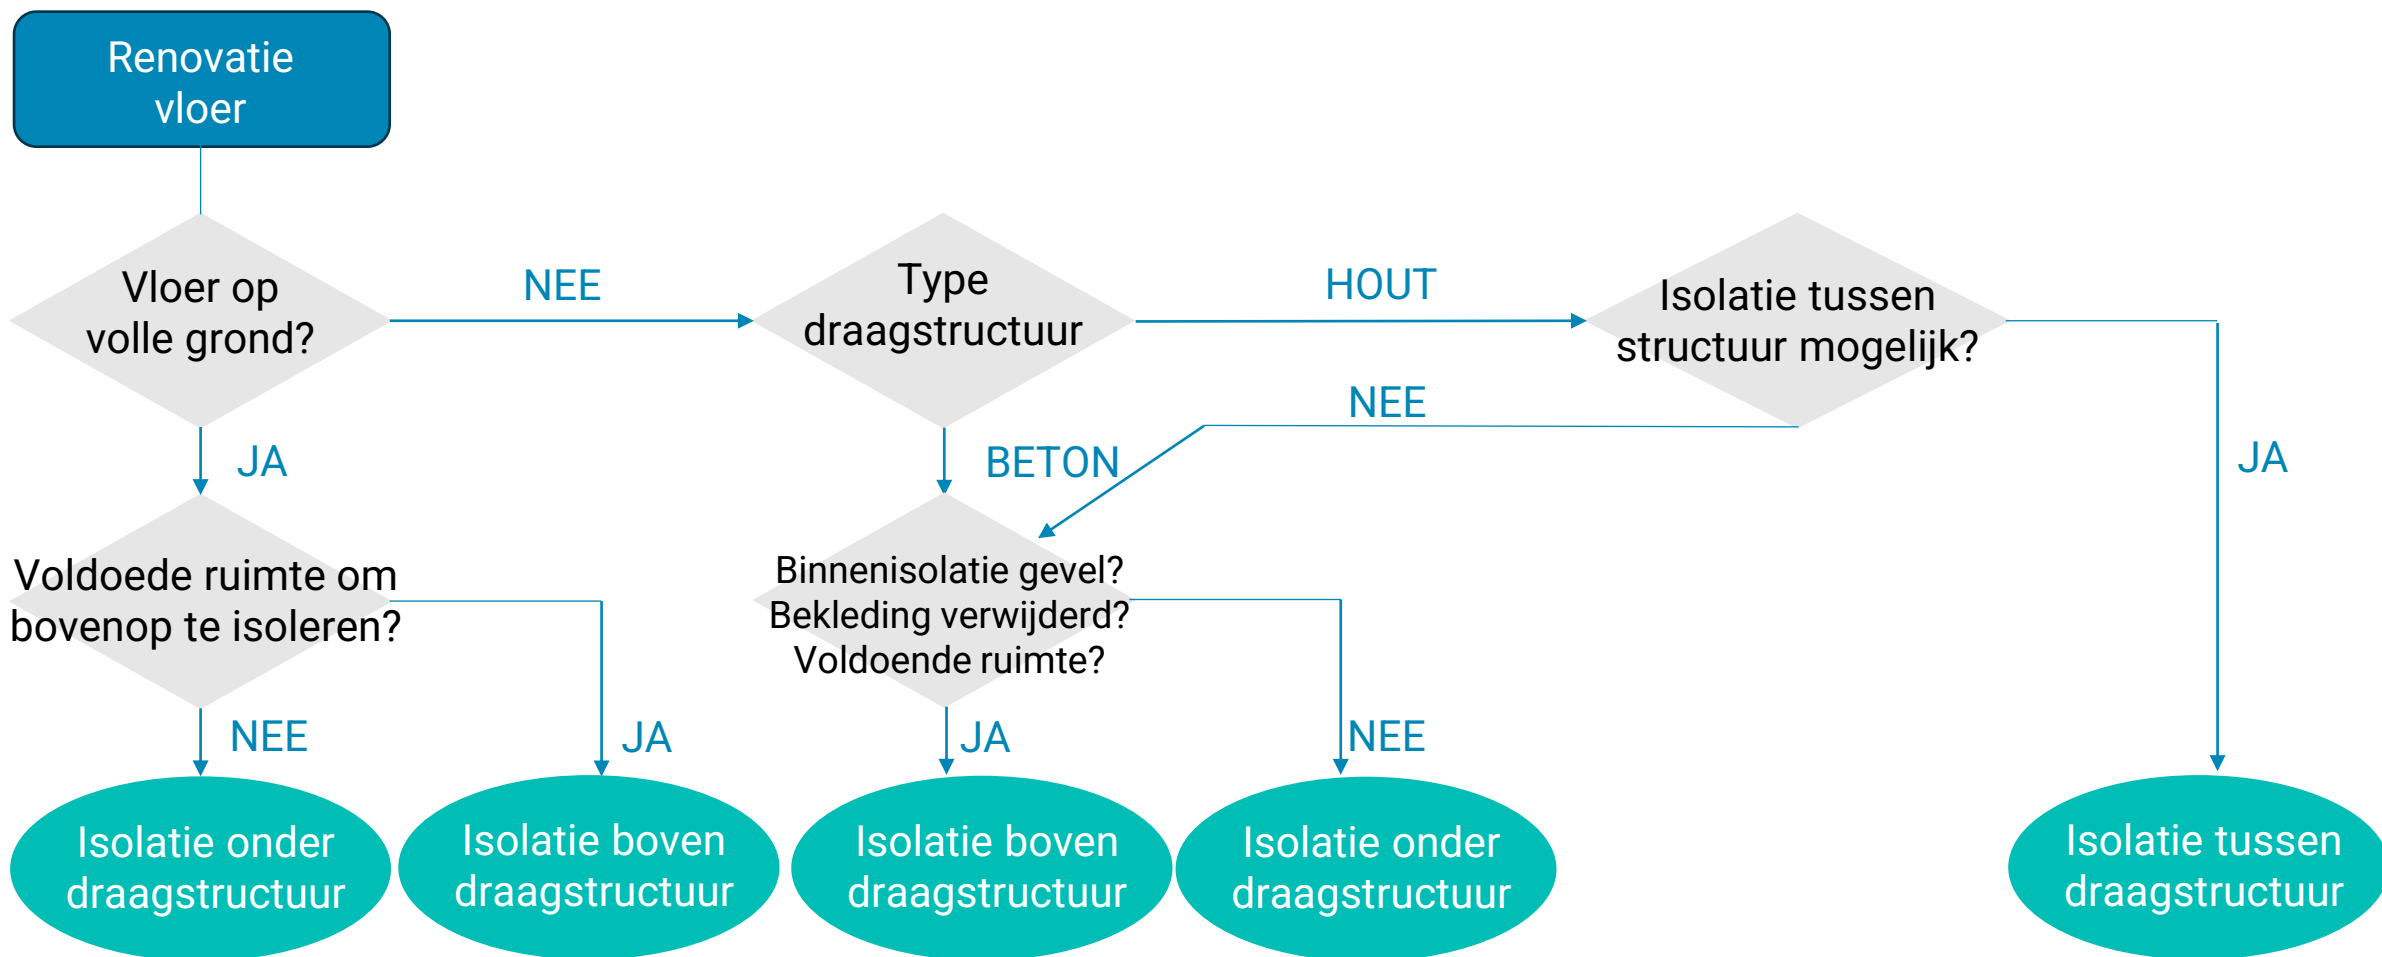 Renovatie
vloer
Vloer op
volle grond?
NEE
Type
draagstructuur
HOUT
Isolatie tussen
structuur mogelijk?
NEE
JA
BETON
JA
Voldoede ruimte om
bovenop te isoleren?
Binnenisolatie gevel?
Bekleding verwijderd?
Voldoende ruimte?
NEE
JA
JA
NEE
Isolatie onder
draagstructuur
Isolatie boven
draagstructuur
Isolatie boven
draagstructuur
Isolatie onder
draagstructuur
Isolatie tussen
draagstructuur